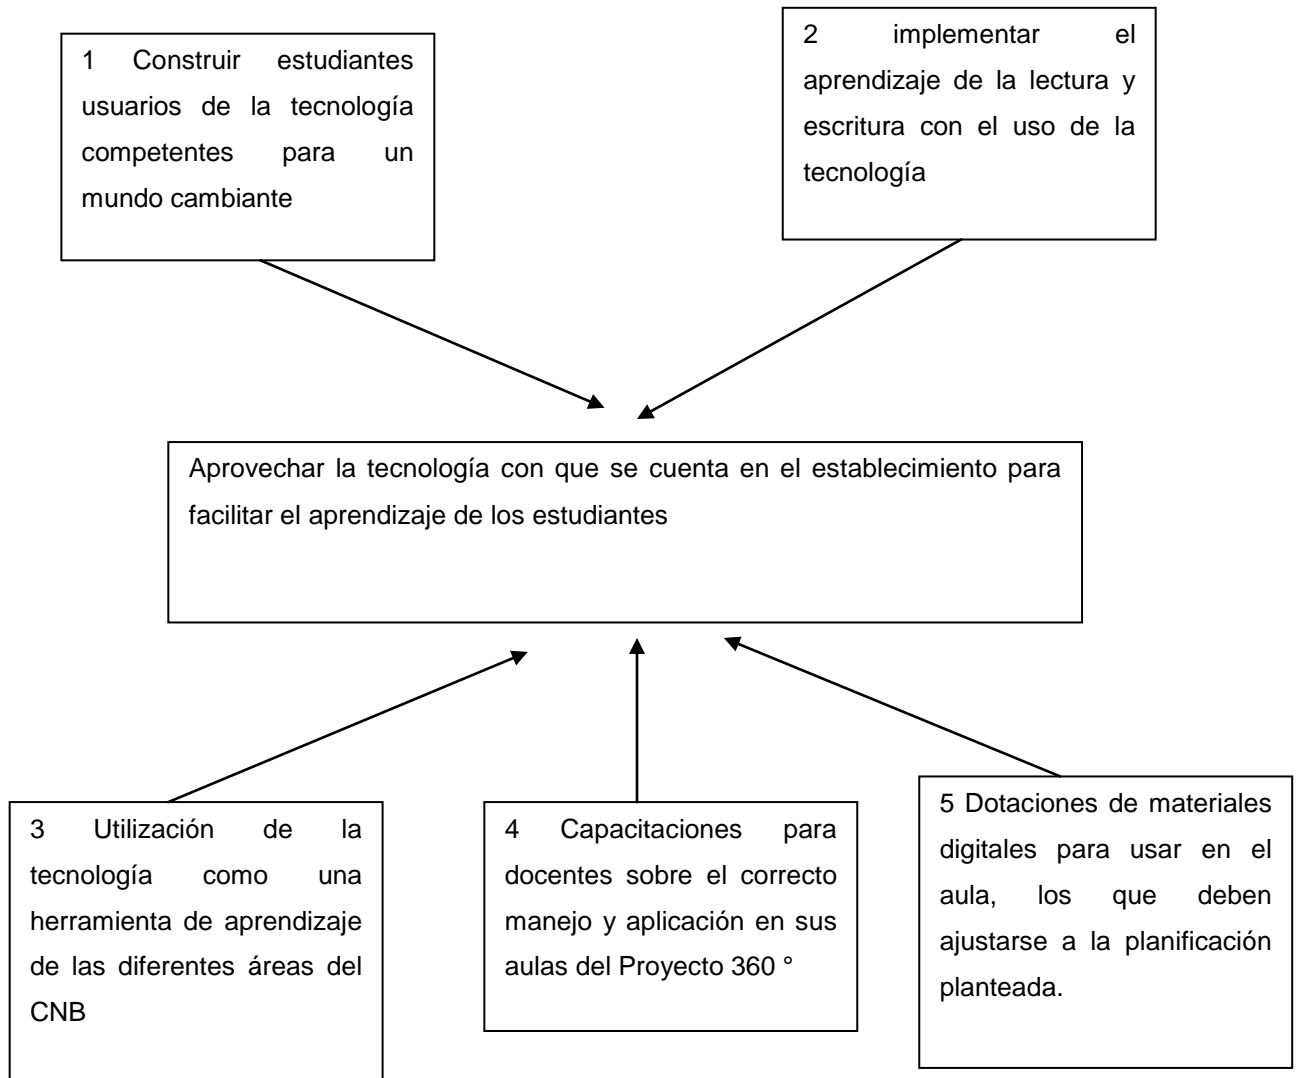 1 Construir estudiantes
usuarios de la tecnología
competentes para un
mundo cambiante
2 implementar el
aprendizaje de la lectura y
escritura con el uso de la
tecnología
Aprovechar la tecnología con que se cuenta en el establecimiento para
facilitar el aprendizaje de los estudiantes
3 Utilización de la
tecnología como una
herramienta de aprendizaje
de las diferentes áreas del
CNB
4 Capacitaciones para
docentes sobre el correcto
manejo y aplicación en sus
aulas del Proyecto 360 °
5 Dotaciones de materiales
digitales para usar en el
aula, los que deben
ajustarse a la planificación
planteada.